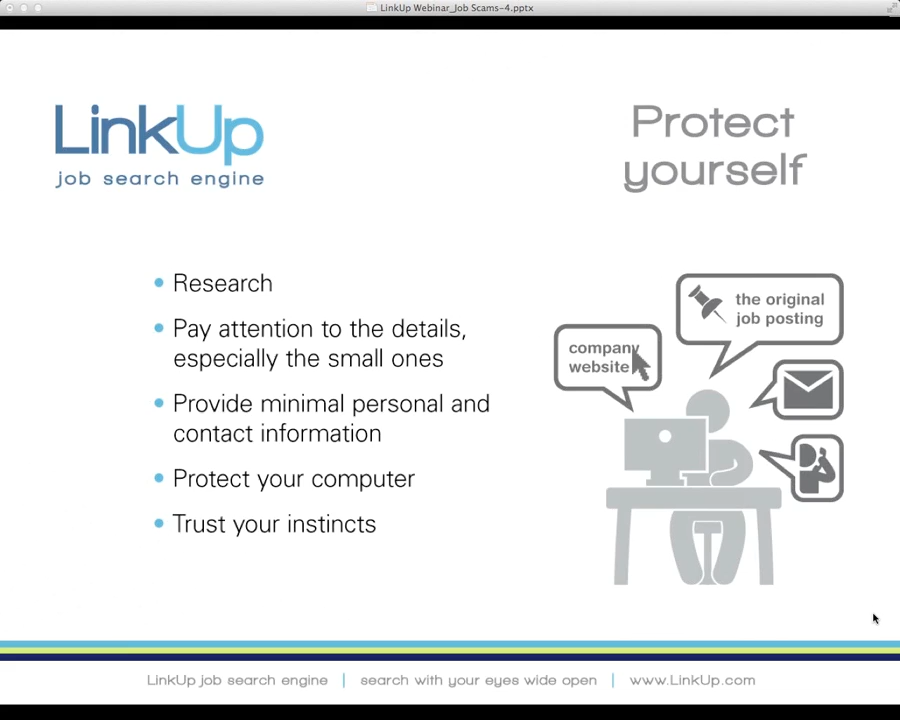 LinkUp Webinar_Job Scams-4.pptx
LinkUp
job search engine
Protect
yourself
• Research
• Pay attention to the details,
especially the small ones
• Provide minimal personal and
contact information
• Protect your computer
• Trust your instincts
the original
job posting
company
website
LinkUp job search engine | search with your eyes wide open | www.LinkUp.com